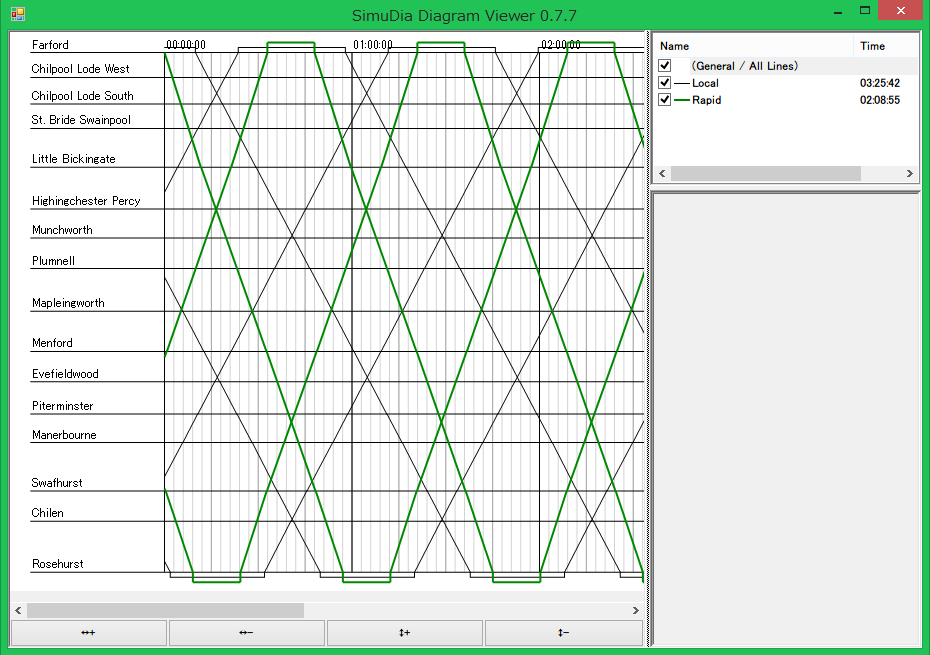 SimuDia Diagram Viewer 0.7.7
Farford
00:00:00 01:00:00 02:00:00
Chilpool Lode West
Chilpool Lode South
St. Bride Swainpool
Little Bickingate
Highingchester Percy
Munchworth
Plumnell
Mapleingworth
Menford
Evefieldwood
Piterminster
Manerbourne
Swafhurst
Chilen
Rosehurst
Name Time
(General / All Lines)
Local 03:25:42
Rapid 02:08:55
↔+ ↔− ↕+ ↕−